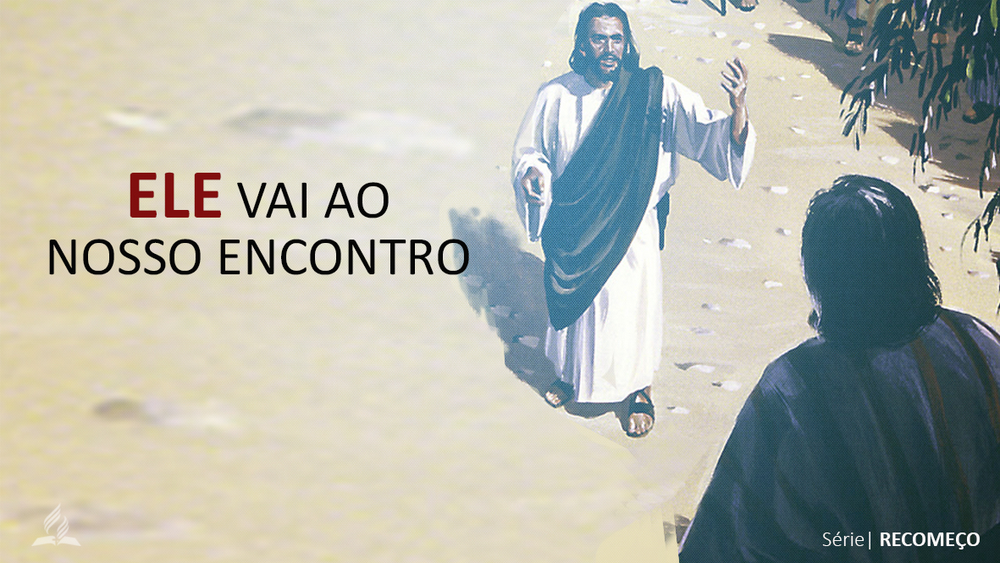 ELE VAI AO
NOSSO ENCONTRO
Série| RECOMEÇO